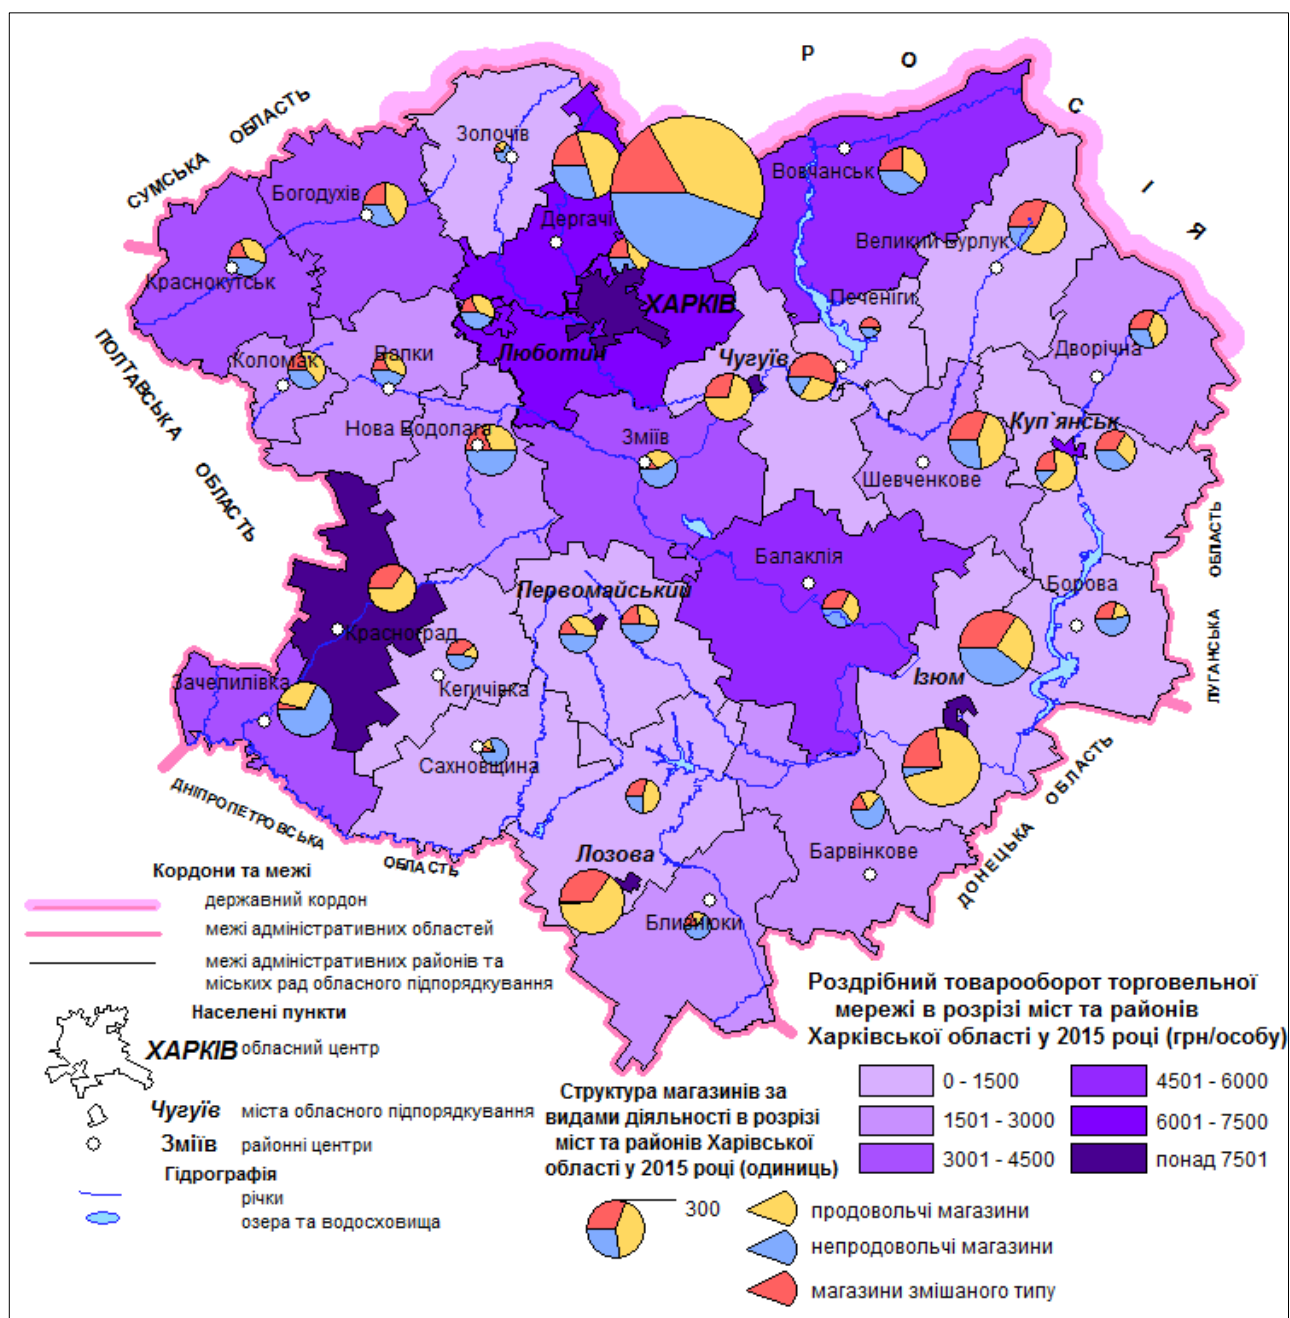 Р О С І Я
СУМСЬКА ОБЛАСТЬ
ПОЛТАВСЬКА ОБЛАСТЬ
ДНІПРОПЕТРОВСЬКА ОБЛАСТЬ
ДОНЕЦЬКА ОБЛАСТЬ
ЛУГАНСЬКА ОБЛАСТЬ
Золочів
Богодухів
Вовчанськ
Дергачі
Великий Бурлук
Краснокутськ
ХАРКІВ
Печеніги
Люботин
Коломак
Валки
Чугуїв
Дворічна
Нова Водолага
Зміїв
Куп`янськ
Шевченкове
Балаклія
Борова
Первомайський
Красноград
Кегичівка
Зачепилівка
Ізюм
Сахновщина
Лозова
Барвінкове
Близнюки
Кордони та межі
державний кордон
межі адміністративних областей
межі адміністративних районів та
міських рад обласного підпорядкування
Населені пункти
ХАРКІВ обласний центр
Чугуїв міста обласного підпорядкування
Зміїв районні центри
Гідрографія
річки
озера та водосховища
Структура магазинів за
видами діяльності в розрізі
міст та районів Харівської
області у 2015 році (одиниць)
300
продовольчі магазини
непродовольчі магазини
магазини змішаного типу
Роздрібний товарооборот торговельної
мережі в розрізі міст та районів
Харківської області у 2015 році (грн/особу)
0 - 1500
1501 - 3000
3001 - 4500
4501 - 6000
6001 - 7500
понад 7501